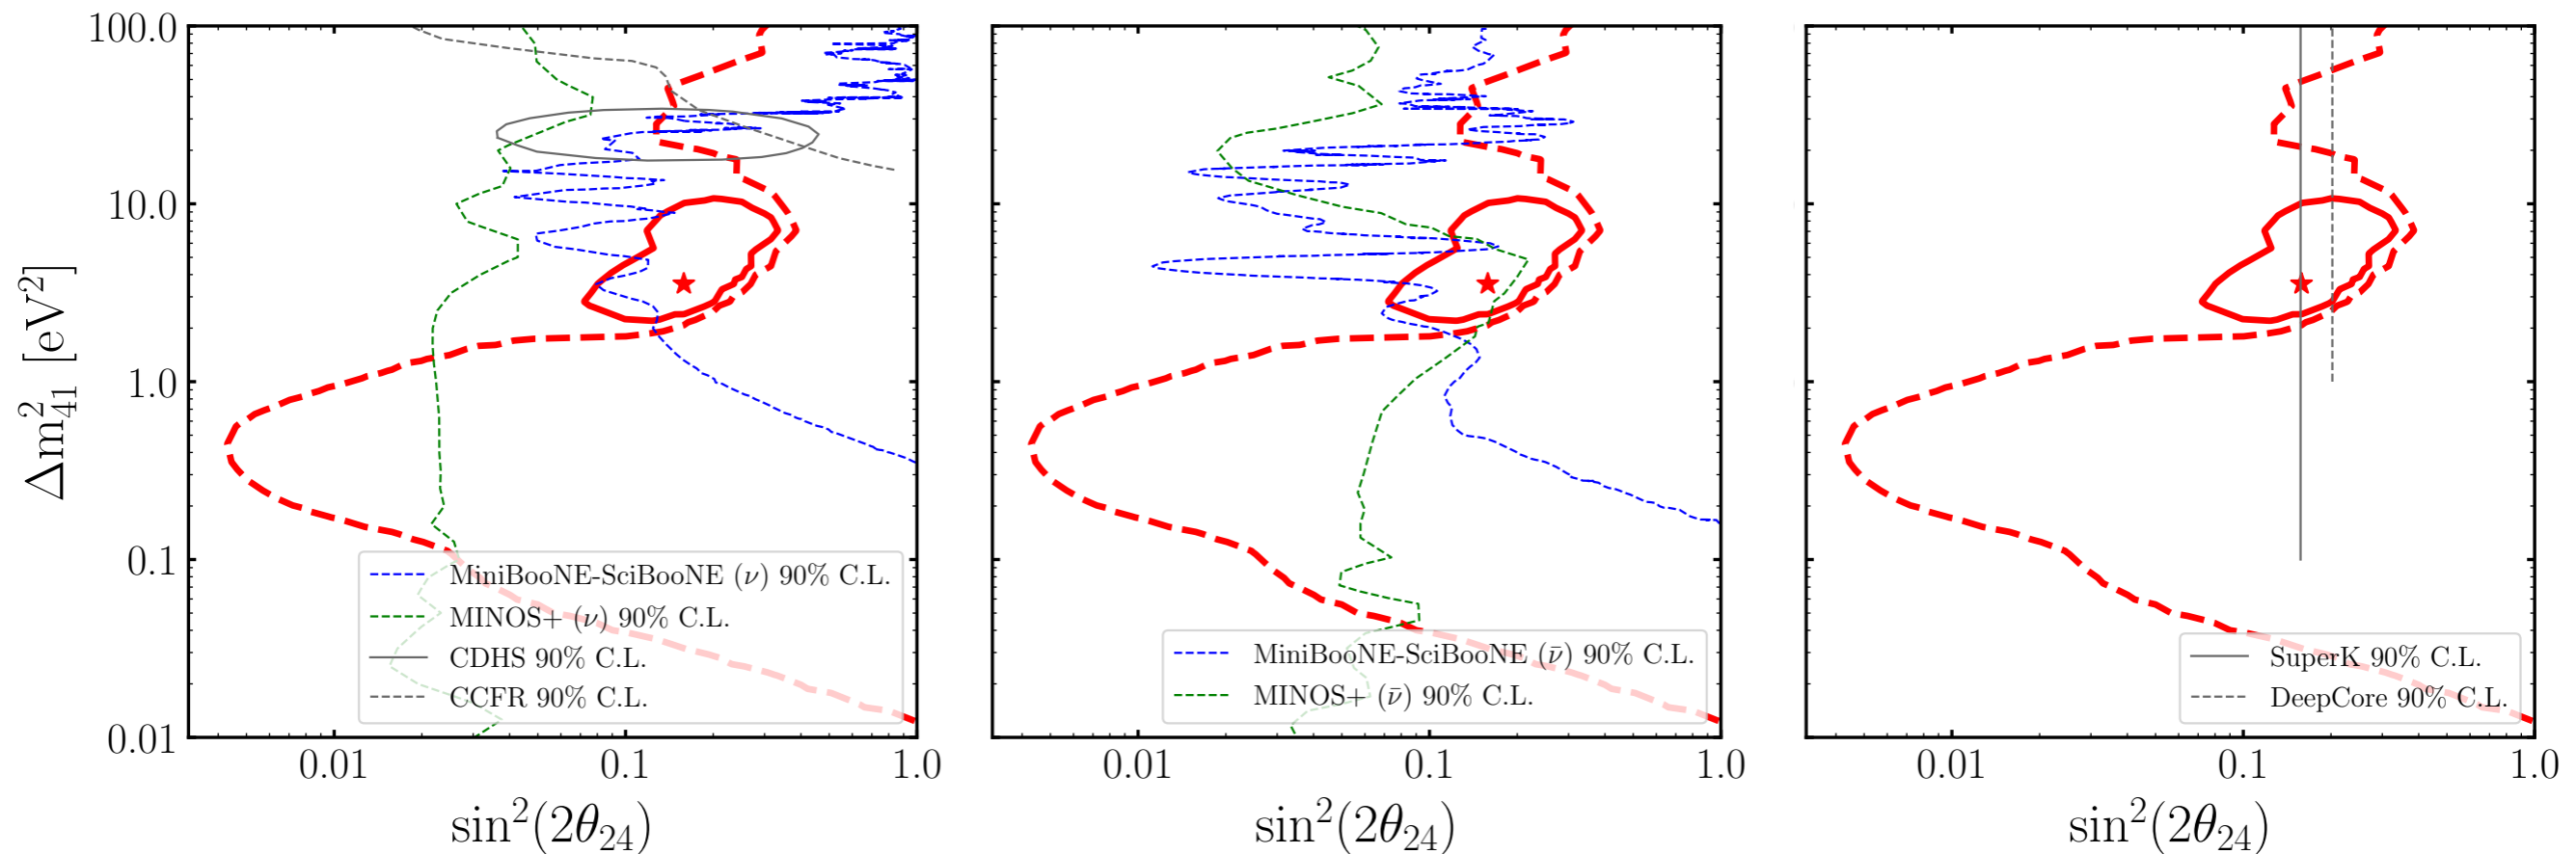 100.0
10.0
1.0
0.1
0.01
Δm²₄₁ [eV²]
MiniBooNE-SciBooNE (ν) 90% C.L.
MINOS+ (ν) 90% C.L.
CDHS 90% C.L.
CCFR 90% C.L.
0.01 0.1 1.0
sin²(2θ₂₄)
MiniBooNE-SciBooNE (ν̄) 90% C.L.
MINOS+ (ν̄) 90% C.L.
0.01 0.1 1.0
sin²(2θ₂₄)
SuperK 90% C.L.
DeepCore 90% C.L.
0.01 0.1 1.0
sin²(2θ₂₄)